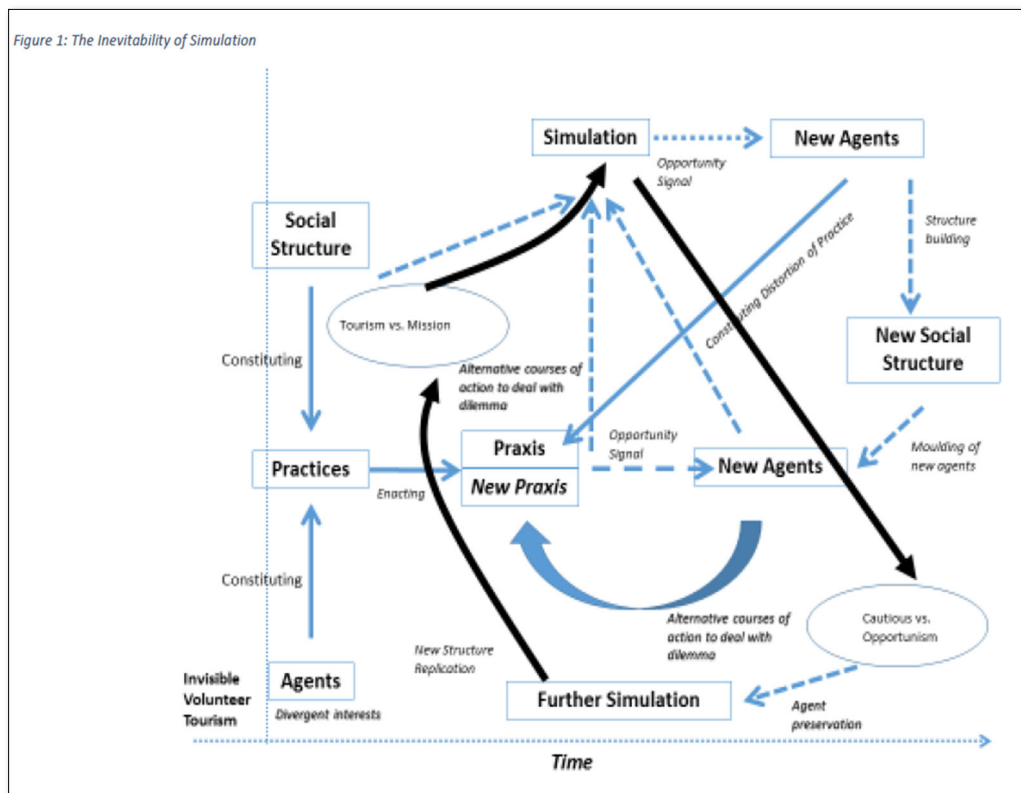 Figure 1: The Inevitability of Simulation
Simulation
New Agents
Opportunity
Signal
Social
Structure
Structure
building
Constituting Distortion of Practice
Tourism vs. Mission
New Social
Structure
Constituting
Alternative courses of
action to deal with
dilemma
Praxis
New Praxis
Opportunity
Signal
New Agents
Moulding of
new agents
Practices
Enacting
Constituting
Alternative courses of
action to deal with
dilemma
Cautious vs.
Opportunism
New Structure
Replication
Invisible
Volunteer
Tourism
Agents
Divergent interests
Further Simulation
Agent
preservation
Time